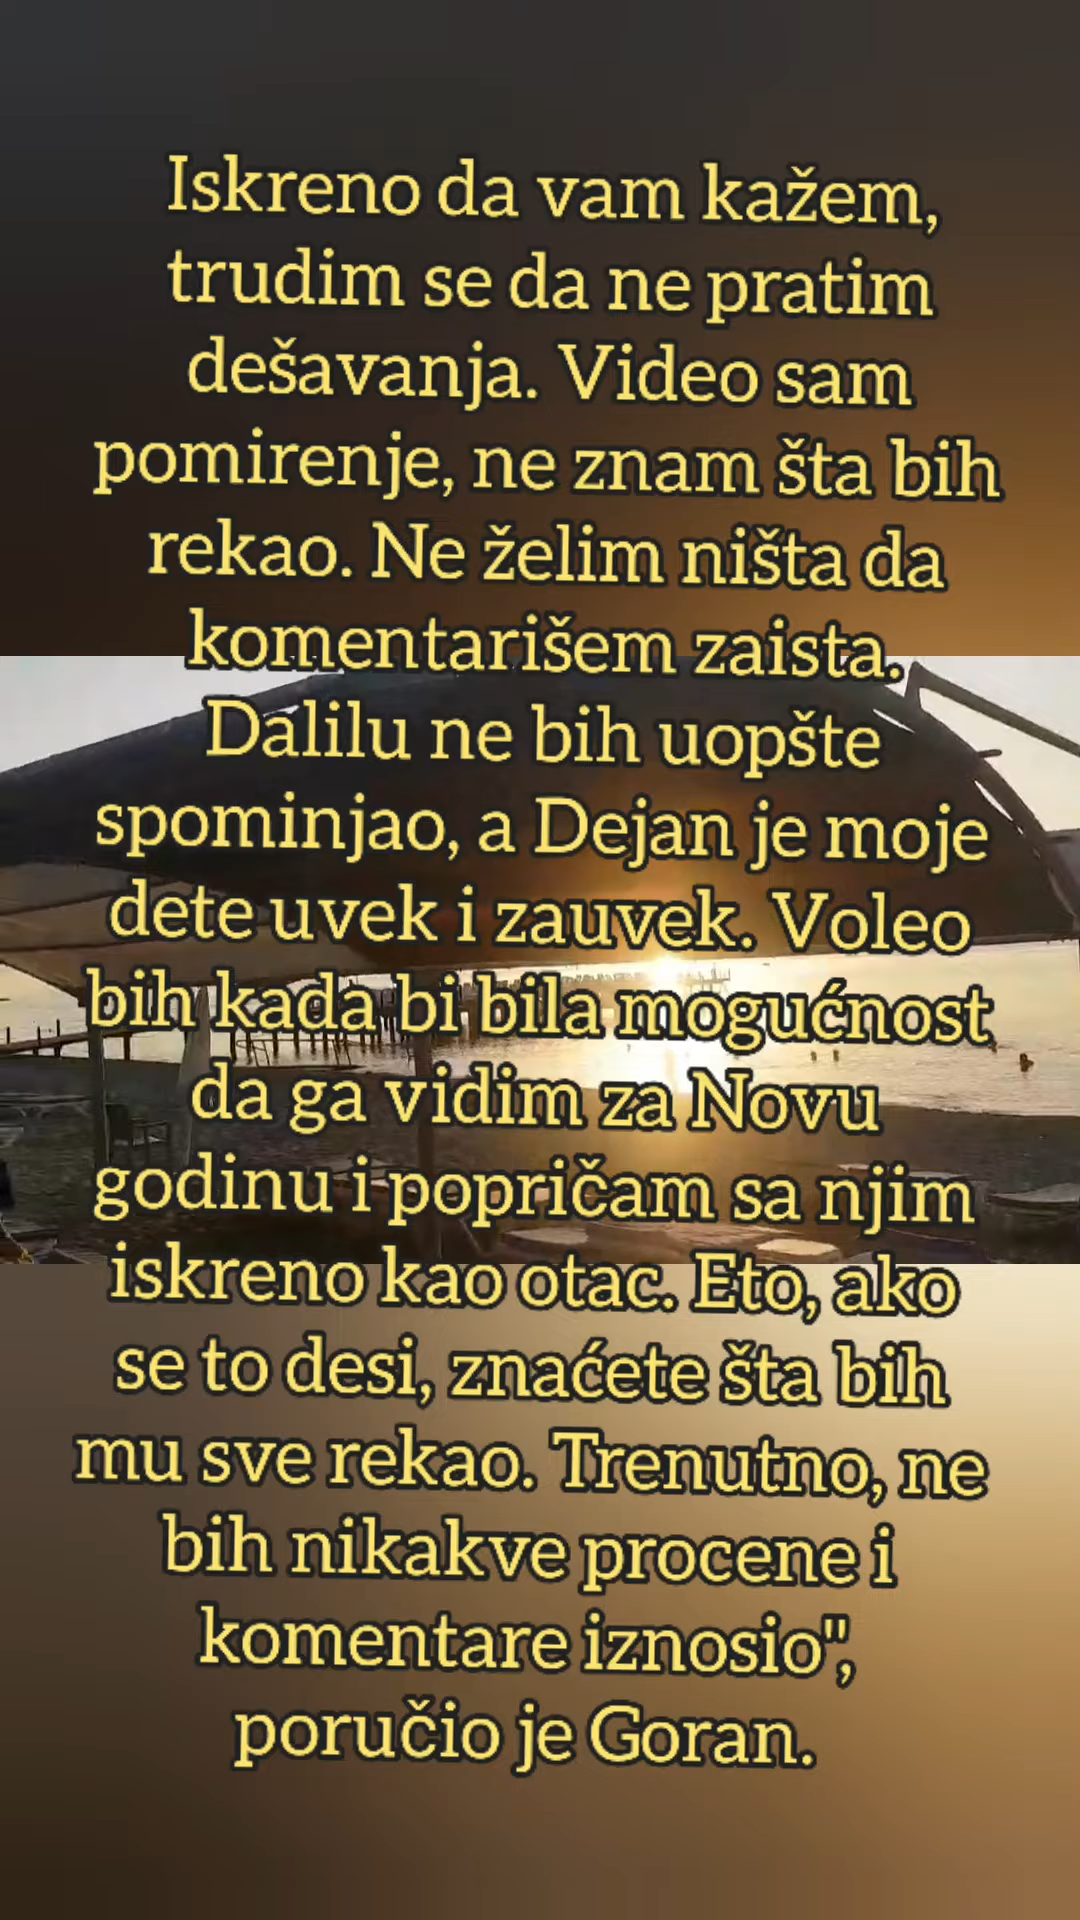 Iskreno da vam kažem,
trudim se da ne pratim
dešavanja. Video sam
pomirenje, ne znam šta bih
rekao. Ne želim ništa da
komentarišem zaista.
Dalilu ne bih uopšte
spominjao, a Dejan je moje
dete uvek i zauvek. Voleo
bih kada bi bila mogućnost
da ga vidim za Novu
godinu i popričam sa njim
iskreno kao otac. Eto, ako
se to desi, znaćete šta bih
mu sve rekao. Trenutno, ne
bih nikakve procene i
komentare iznosio",
poručio je Goran.